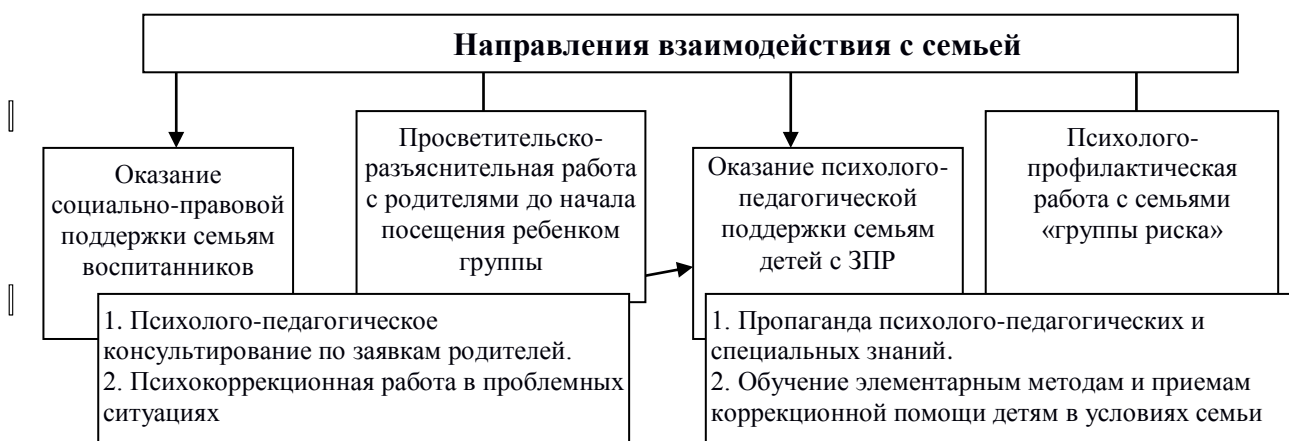 Направления взаимодействия с семьей
Оказание
социально-правовой
поддержки семьям
воспитанников
Просветительско-
разъяснительная работа
с родителями до начала
посещения ребенком
группы
Оказание психолого-
педагогической
поддержки семьям
детей с ЗПР
Психолого-
профилактическая
работа с семьями
«группы риска»
1. Психолого-педагогическое
консультирование по заявкам родителей.
2. Психокоррекционная работа в проблемных
ситуациях
1. Пропаганда психолого-педагогических и
специальных знаний.
2. Обучение элементарным методам и приемам
коррекционной помощи детям в условиях семьи